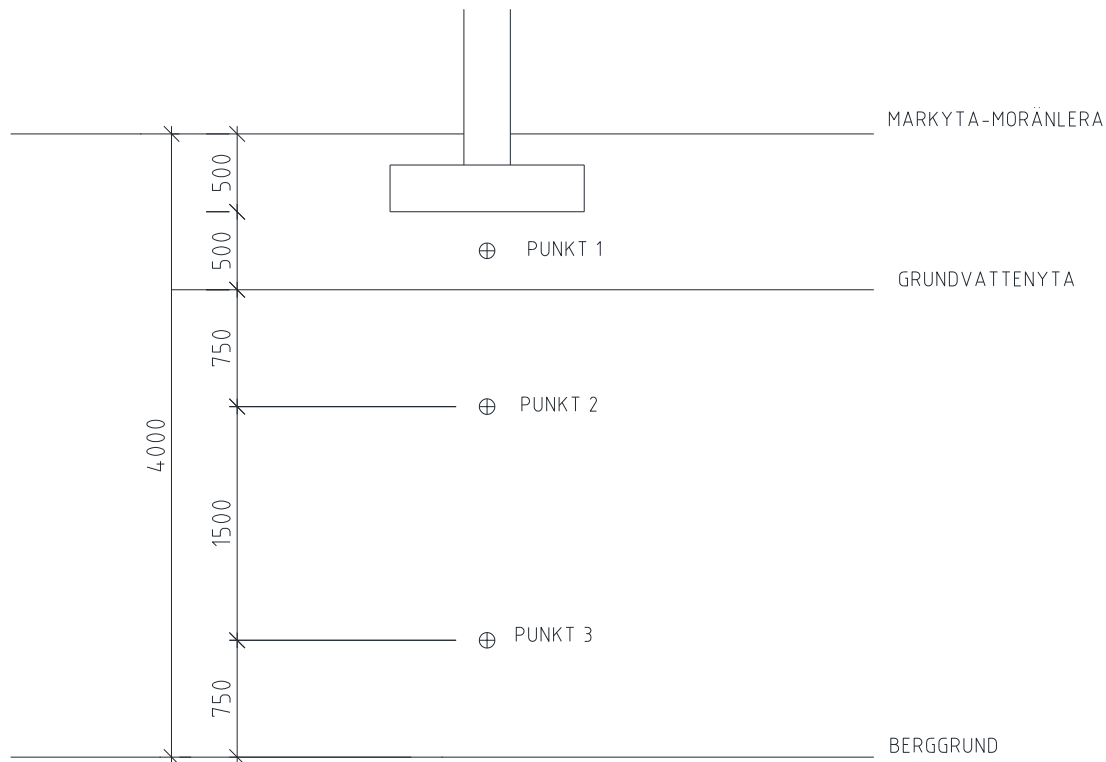 MARKYTA-MORÄNLERA
500
500
PUNKT 1
GRUNDVATTENYTA
750
PUNKT 2
4000
1500
PUNKT 3
750
BERGGRUND